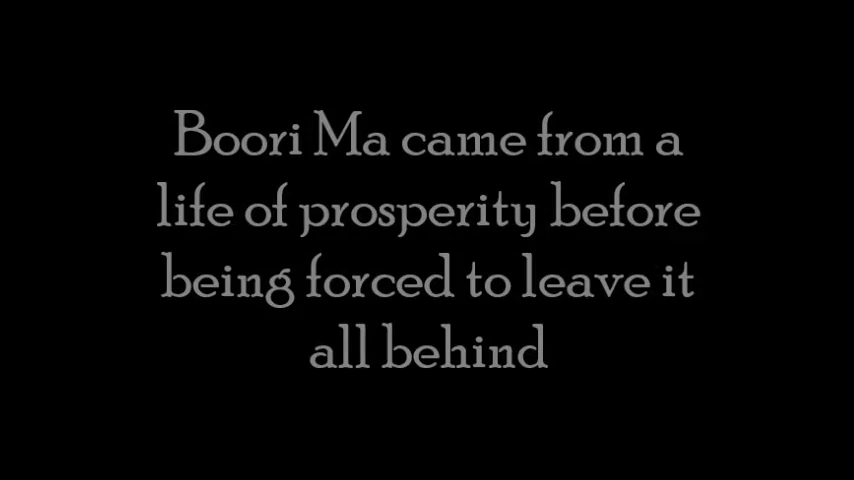 Boori Ma came from a
life of prosperity before
being forced to leave it
all behind